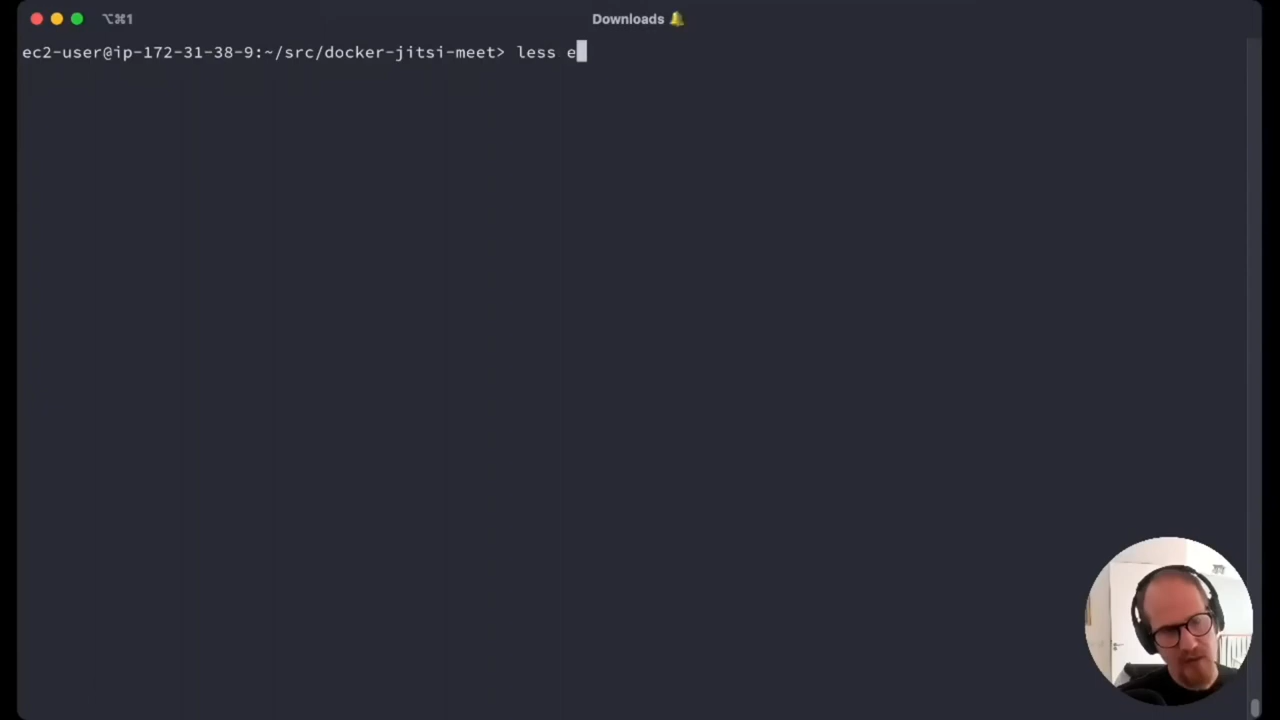 ⌥⌘1
Downloads 🔔
ec2-user@ip-172-31-38-9:~/src/docker-jitsi-meet> less e